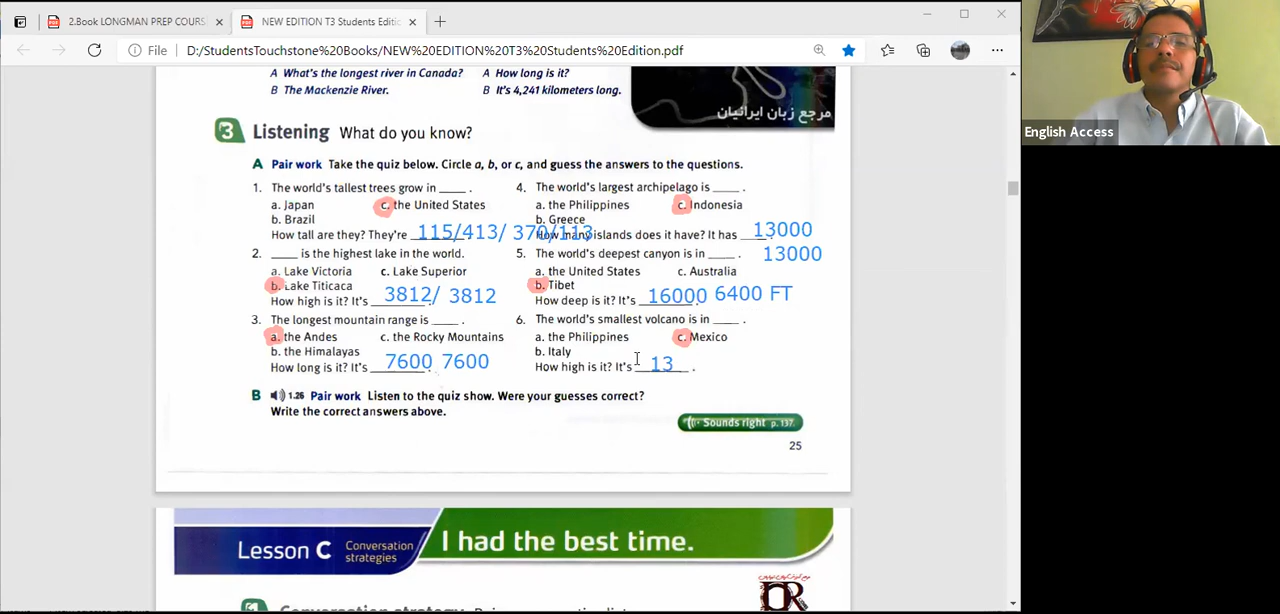 2.Book LONGMAN PREP COURS
NEW EDITION T3 Students Editic
File
D:/StudentsTouchstone%20Books/NEW%20EDITION%20T3%20Students%20Edition.pdf
A What's the longest river in Canada?
B The Mackenzie River.
A How long is it?
B It's 4,241 kilometers long.
مرجع زبان ایرانیان
3 Listening What do you know?
A Pair work Take the quiz below. Circle a, b, or c, and guess the answers to the questions.
1. The world's tallest trees grow in ____ .
a. Japan
c. the United States
b. Brazil
How tall are they? They're 115/413/ 370/113
2. ____ is the highest lake in the world.
a. Lake Victoria
c. Lake Superior
b. Lake Titicaca
How high is it? It's 3812/ 3812
3. The longest mountain range is ____ .
a. the Andes
c. the Rocky Mountains
b. the Himalayas
How long is it? It's 7600 . 7600
4. The world's largest archipelago is ____ .
a. the Philippines
c. Indonesia
b. Greece
How many islands does it have? It has 13000 .
13000
5. The world's deepest canyon is in ____ .
a. the United States
c. Australia
b. Tibet
How deep is it? It's 16000 . 6400 FT
6. The world's smallest volcano is in ____ .
a. the Philippines
c. Mexico
b. Italy
How high is it? It's 13 .
B 1.26 Pair work Listen to the quiz show. Were your guesses correct?
Write the correct answers above.
Sounds right p. 137.
25
Lesson C Conversation strategies
I had the best time.
English Access